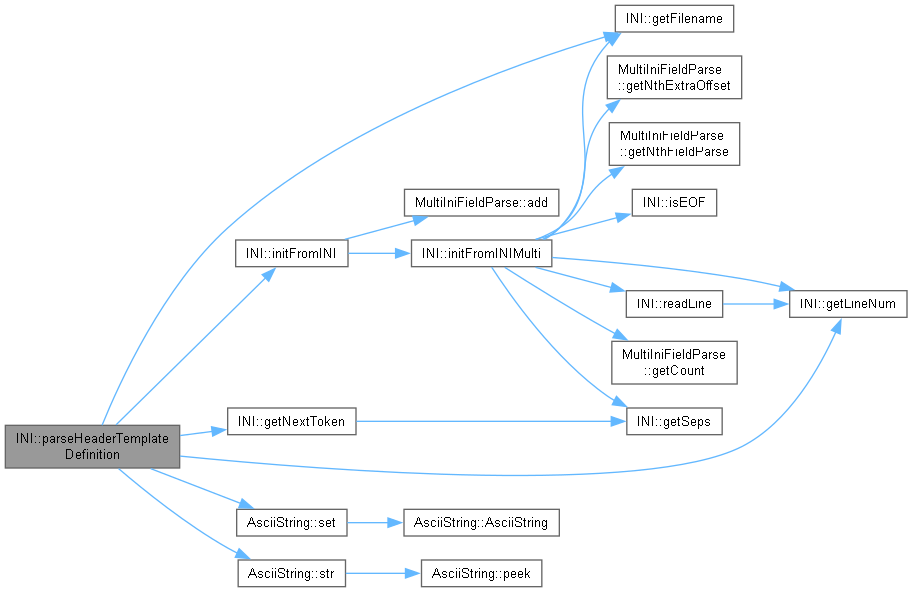 INI::getFilename
MultiIniFieldParse
::getNthExtraOffset
MultiIniFieldParse
::getNthFieldParse
MultiIniFieldParse::add
INI::isEOF
INI::initFromINI
INI::initFromINIMulti
INI::readLine
INI::getLineNum
MultiIniFieldParse
::getCount
INI::getNextToken
INI::getSeps
INI::parseHeaderTemplate
Definition
AsciiString::set
AsciiString::AsciiString
AsciiString::str
AsciiString::peek